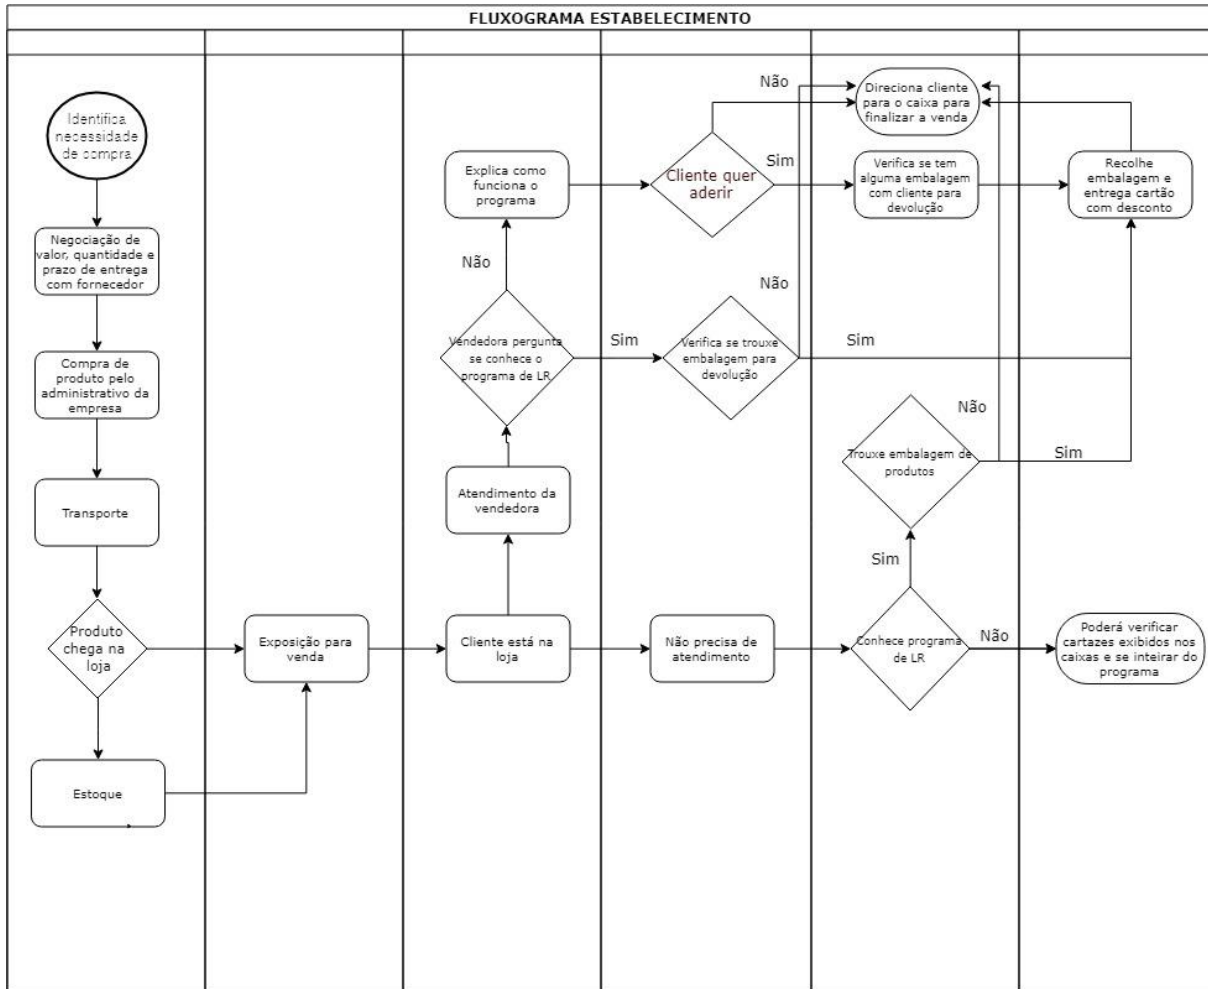 FLUXOGRAMA ESTABELECIMENTO
Identifica
necessidade
de compra
Negociação de
valor, quantidade e
prazo de entrega
com fornecedor
Compra de
produto pelo
administrativo da
empresa
Transporte
Produto
chega na
loja
Estoque
Exposição para
venda
Explica como
funciona o
programa
Não
Vendedora pergunta
se conhece o
programa de LR
Sim
Atendimento da
vendedora
Cliente está na
loja
Não
Cliente quer
aderir
Sim
Não
Verifica se trouxe
embalagem para
devolução
Sim
Não precisa de
atendimento
Direciona cliente
para o caixa para
finalizar a venda
Verifica se tem
alguma embalagem
com cliente para
devolução
Não
Trouxe embalagem de
produtos
Sim
Sim
Conhece programa
de LR
Não
Recolhe
embalagem e
entrega cartão
com desconto
Poderá verificar
cartazes exibidos nos
caixas e se inteirar do
programa